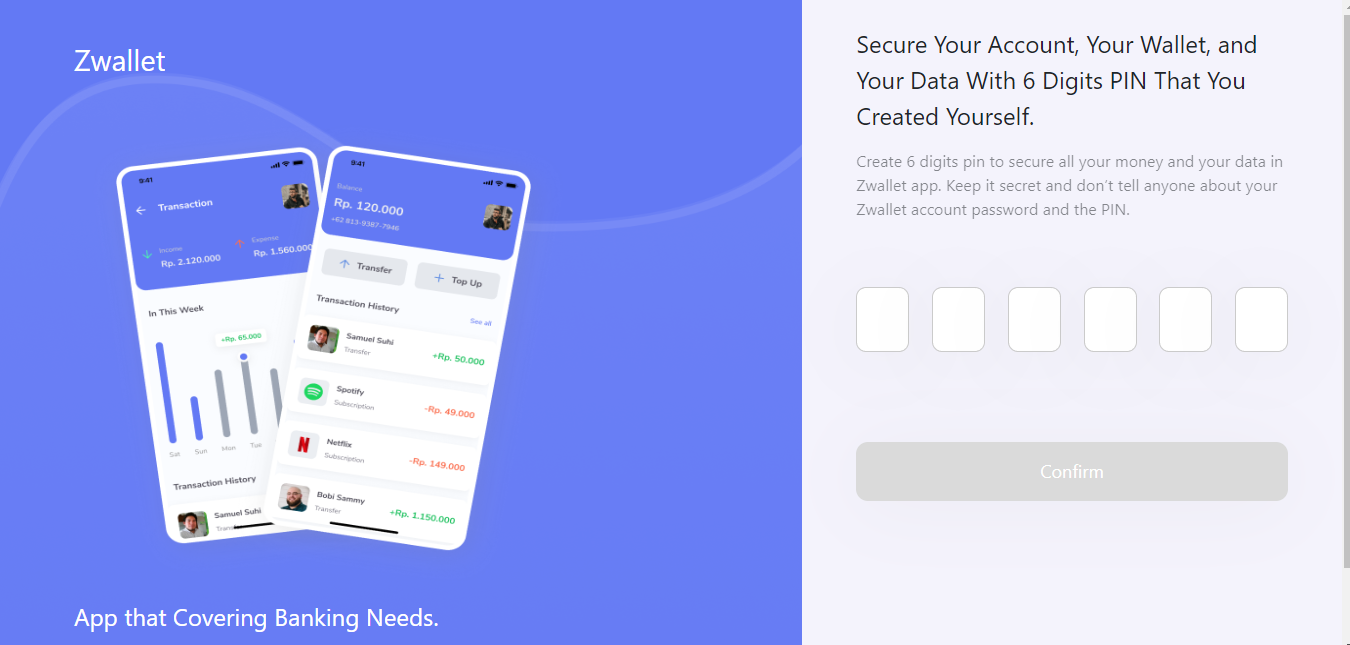 Zwallet
9:41
Transaction
Income
Rp. 2.120.000
Expense
Rp. 1.560.000
In This Week
+Rp. 65.000
Sat Sun Mon Tue
Transaction History
Samuel Suhi
9:41
Balance
Rp. 120.000
+62 813-9387-7946
Transfer
Top Up
Transaction History
See all
Samuel Suhi
Transfer
+Rp. 50.000
Spotify
Subscription
-Rp. 49.000
Netflix
Subscription
-Rp. 149.000
Bobi Sammy
Transfer
+Rp. 1.150.000
App that Covering Banking Needs.
Secure Your Account, Your Wallet, and
Your Data With 6 Digits PIN That You
Created Yourself.
Create 6 digits pin to secure all your money and your data in
Zwallet app. Keep it secret and don’t tell anyone about your
Zwallet account password and the PIN.
Confirm